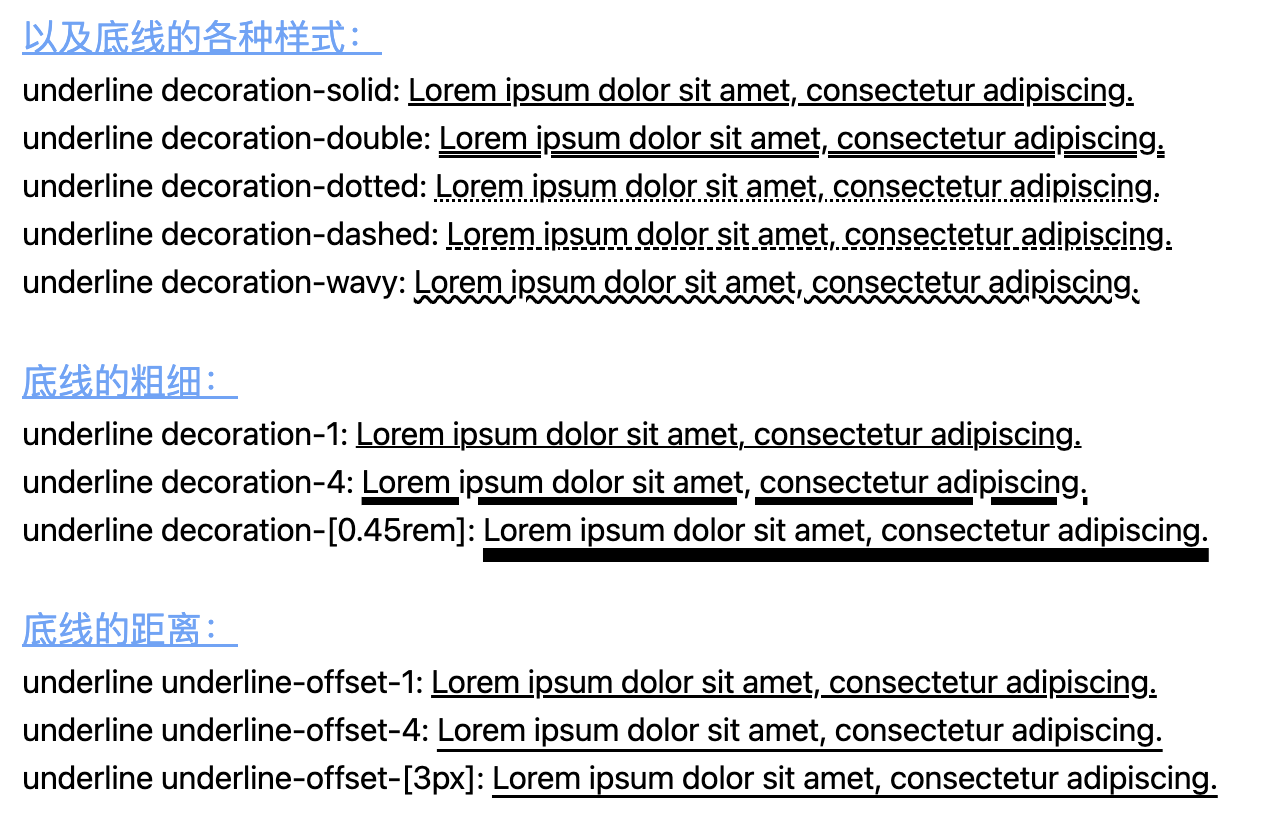 以及底线的各种样式：
underline decoration-solid: Lorem ipsum dolor sit amet, consectetur adipiscing.
underline decoration-double: Lorem ipsum dolor sit amet, consectetur adipiscing.
underline decoration-dotted: Lorem ipsum dolor sit amet, consectetur adipiscing.
underline decoration-dashed: Lorem ipsum dolor sit amet, consectetur adipiscing.
underline decoration-wavy: Lorem ipsum dolor sit amet, consectetur adipiscing.
底线的粗细：
underline decoration-1: Lorem ipsum dolor sit amet, consectetur adipiscing.
underline decoration-4: Lorem ipsum dolor sit amet, consectetur adipiscing.
underline decoration-[0.45rem]: Lorem ipsum dolor sit amet, consectetur adipiscing.
底线的距离：
underline underline-offset-1: Lorem ipsum dolor sit amet, consectetur adipiscing.
underline underline-offset-4: Lorem ipsum dolor sit amet, consectetur adipiscing.
underline underline-offset-[3px]: Lorem ipsum dolor sit amet, consectetur adipiscing.